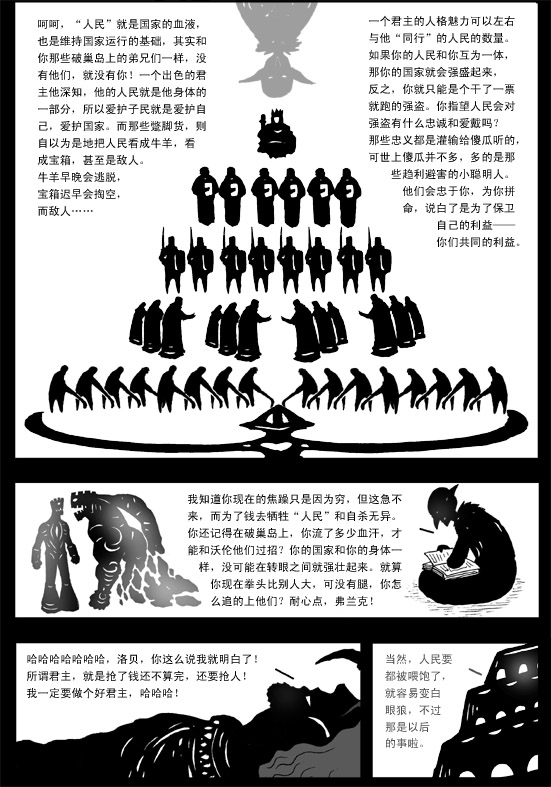 呵呵，“人民”就是国家的血液，
也是维持国家运行的基础，其实和
你那些破巢岛上的弟兄们一样，没
有他们，就没有你！一个出色的君
主他深知，他的人民就是他身体的
一部分，所以爱护子民就是爱护自
己，爱护国家。而那些蹩脚货，则
自以为是地把人民看成牛羊，看
成宝箱，甚至是敌人。
牛羊早晚会逃脱，
宝箱迟早会掏空，
而敌人……
一个君主的人格魅力可以左右
与他“同行”的人民的数量。
如果你的人民和你互为一体，
那你的国家就会强盛起来，
反之，你就只能是个干了一票
就跑的强盗。你指望人民会对
强盗有什么忠诚和爱戴吗？
那些忠义都是灌输给傻瓜听的，
可世上傻瓜并不多，多的是那
些趋利避害的小聪明人。
他们会忠于你，为你拼
命，说白了是为了保卫
自己的利益——
你们共同的利益。
我知道你现在的焦躁只是因为穷，但这急不
来，而为了钱去牺牲“人民”和自杀无异。
你还记得在破巢岛上，你流了多少血汗，才
能和沃伦他们过招？你的国家和你的身体一
样，没可能在转眼之间就强壮起来。就算
你现在拳头比别人大，可没有腿，你怎
么追的上他们？耐心点，弗兰克！
哈哈哈哈哈哈哈，洛贝，你这么说我就明白了！
所谓君主，就是抢了钱还不算完，还要抢人！
我一定要做个好君主，哈哈哈！
当然，人民要
都被喂饱了，
就容易变白
眼狼，不过
那是以后
的事啦。